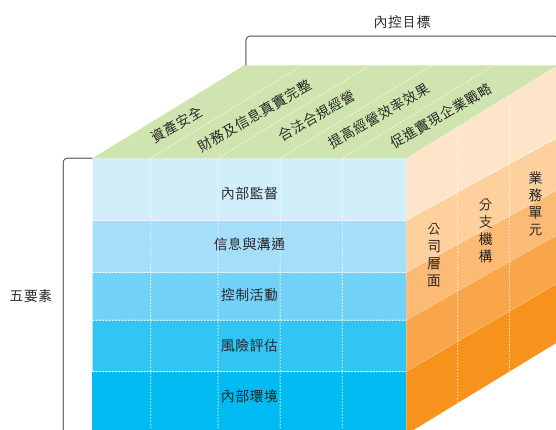 內控目標
資產安全
財務及信息真實完整
合法合規經營
提高經營效率效果
促進實現企業戰略
五要素
內部監督
信息與溝通
控制活動
風險評估
內部環境
公司層面
分支機構
業務單元